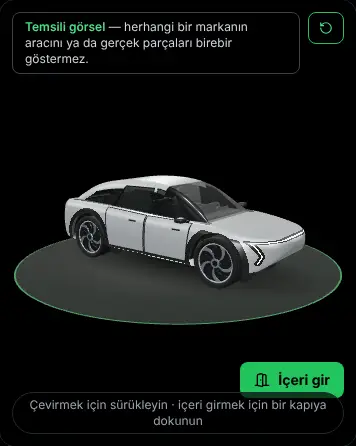 Temsili görsel — herhangi bir markanın
aracını ya da gerçek parçaları birebir
göstermez.
İçeri gir
Çevirmek için sürükleyin · içeri girmek için bir kapıya
dokunun